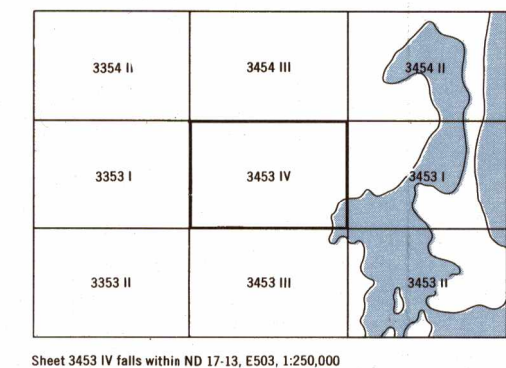 3354 II
3454 III
3454 II
3353 I
3453 IV
3453 I
3353 II
3453 III
3453 II
Sheet 3453 IV falls within ND 17-13, E503, 1:250,000